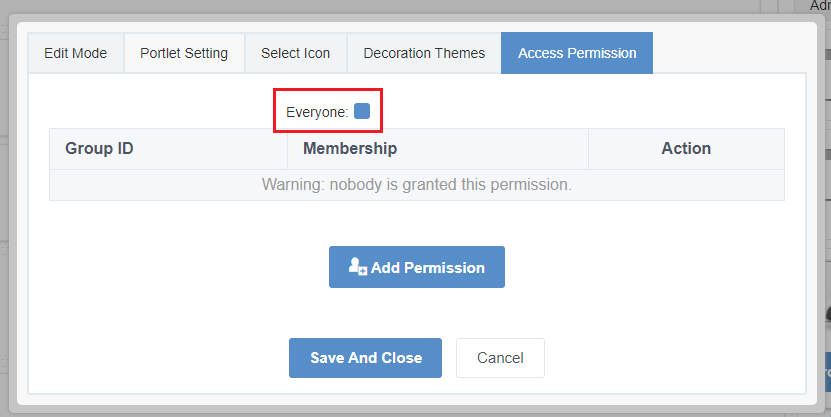 Edit Mode Portlet Setting Select Icon Decoration Themes Access Permission
Everyone:
Group ID Membership Action
Warning: nobody is granted this permission.
Add Permission
Save And Close Cancel